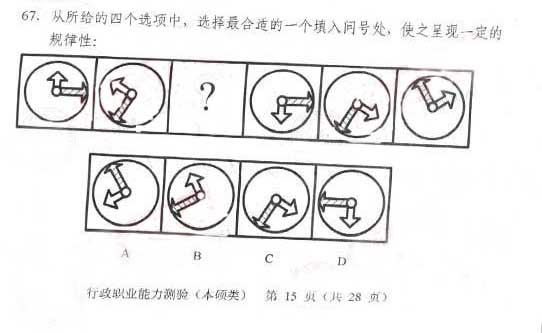 67. 从所给的四个选项中，选择最合适的一个填入问号处，使之呈现一定的
规律性：
?
A B C D
行政职业能力测验（本硕类） 第 15 页（共 28 页）